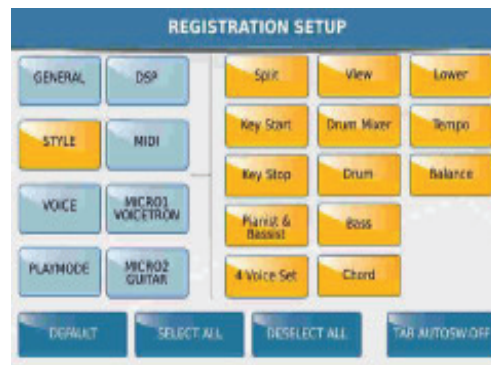 REGISTRATION SETUP
GENERAL
DSP
Split
View
Lower
STYLE
MIDI
Key Start
Drum Mixer
Tempo
Key Stop
Drum
Balance
VOICE
MICRO1
VOICETRON
Pianist &
Bassist
Bass
PLAYMODE
MICRO2
GUITAR
4 Voice Set
Chord
DEFAULT
SELECT ALL
DESELECT ALL
TAB AUTOSW.OFF